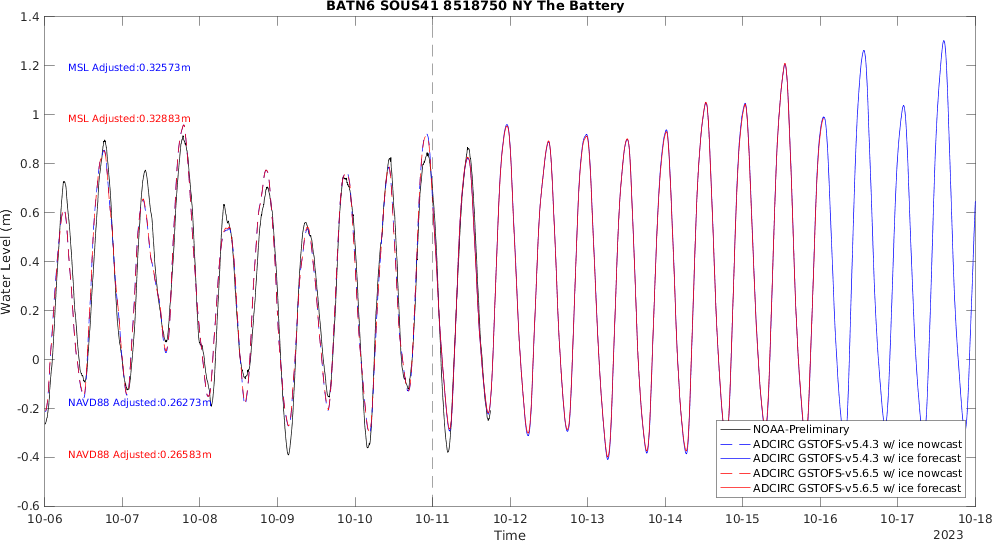 BATN6 SOUS41 8518750 NY The Battery
1.4
1.2
1
0.8
0.6
0.4
0.2
0
-0.2
-0.4
-0.6
Water Level (m)
MSL Adjusted:0.32573m
MSL Adjusted:0.32883m
NAVD88 Adjusted:0.26273m
NAVD88 Adjusted:0.26583m
NOAA-Preliminary
ADCIRC GSTOFS-v5.4.3 w/ ice nowcast
ADCIRC GSTOFS-v5.4.3 w/ ice forecast
ADCIRC GSTOFS-v5.6.5 w/ ice nowcast
ADCIRC GSTOFS-v5.6.5 w/ ice forecast
10-06 10-07 10-08 10-09 10-10 10-11 10-12 10-13 10-14 10-15 10-16 10-17 10-18
Time
2023